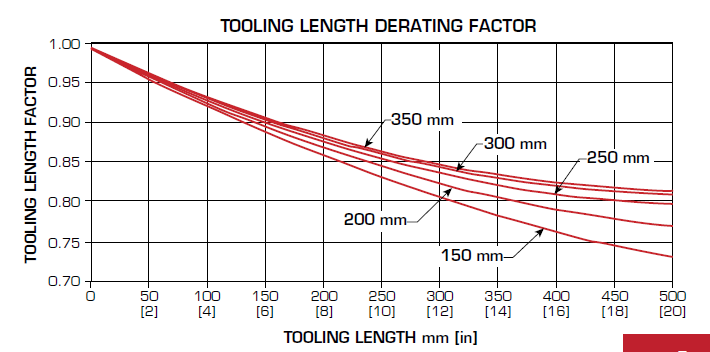 TOOLING LENGTH DERATING FACTOR
1.00
0.95
0.90
0.85
0.80
0.75
0.70
TOOLING LENGTH FACTOR
350 mm
300 mm
250 mm
200 mm
150 mm
0 50 100 150 200 250 300 350 400 450 500
[2] [4] [6] [8] [10] [12] [14] [16] [18] [20]
TOOLING LENGTH mm [in]